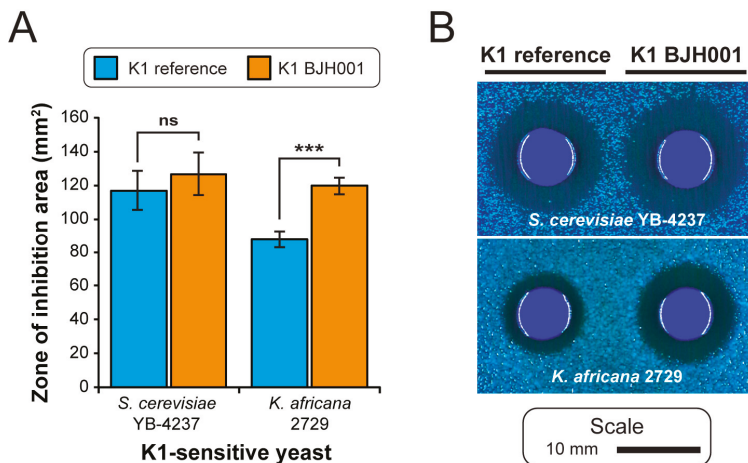 A
K1 reference
K1 BJH001
Zone of inhibition area (mm²)
160
140
120
100
80
60
40
20
0
ns
***
S. cerevisiae
YB-4237
K. africana
2729
K1-sensitive yeast
B
K1 reference
K1 BJH001
S. cerevisiae YB-4237
K. africana 2729
Scale
10 mm